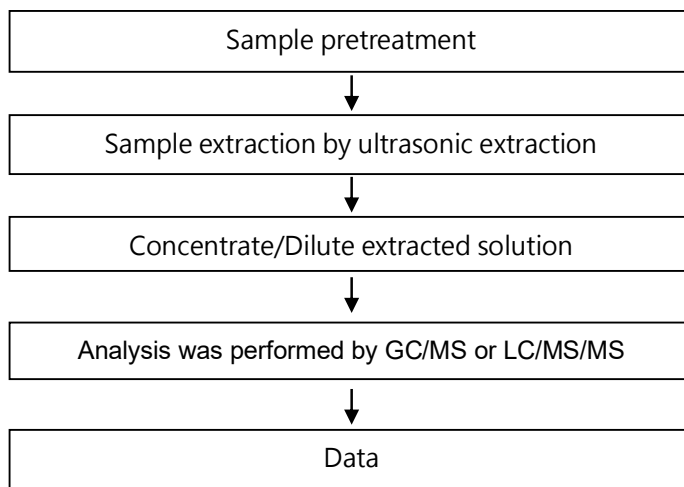 Sample pretreatment
Sample extraction by ultrasonic extraction
Concentrate/Dilute extracted solution
Analysis was performed by GC/MS or LC/MS/MS
Data